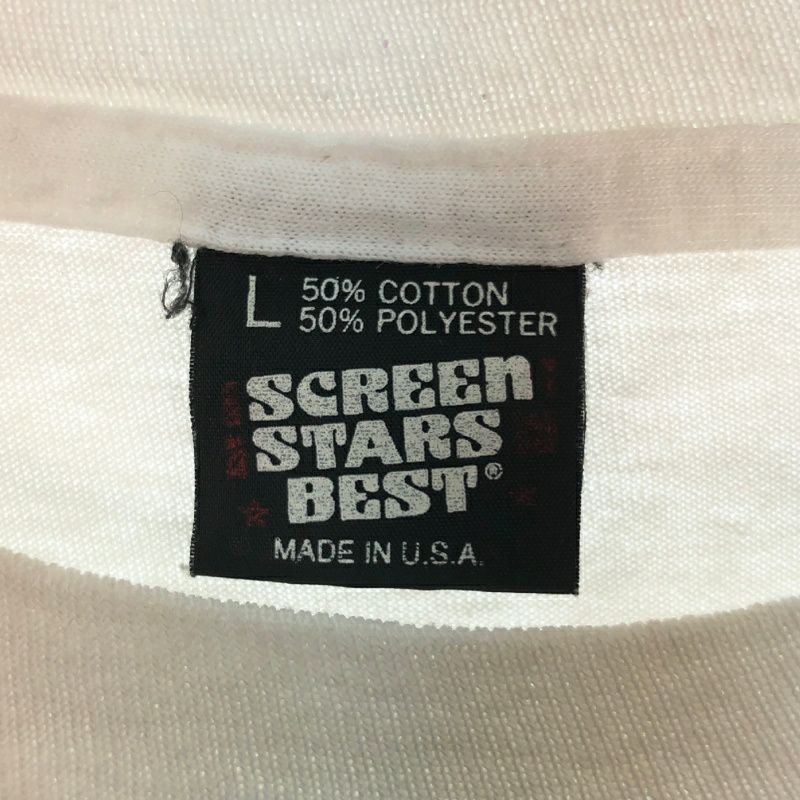 L 50% COTTON
50% POLYESTER
SCREEN
STARS
BEST®
MADE IN U.S.A.